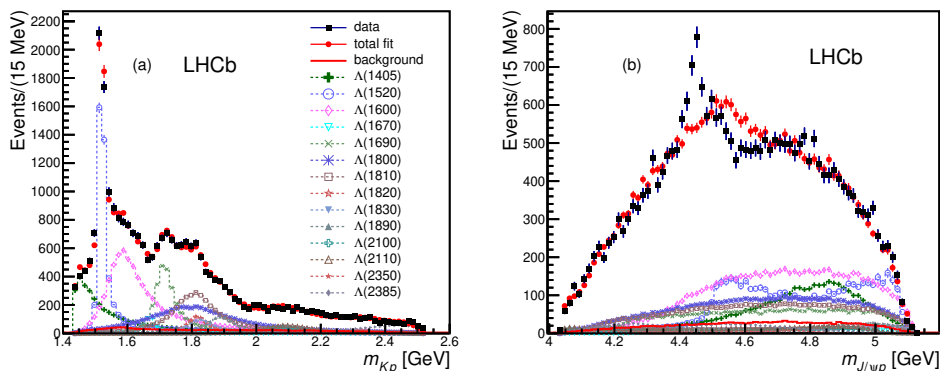 Events/(15 MeV)
2200
2000
1800
1600
1400
1200
1000
800
600
400
200
0
1.4
1.6
1.8
2
2.2
2.4
2.6
m_{Kp} [GeV]
(a)
LHCb
data
total fit
background
Λ(1405)
Λ(1520)
Λ(1600)
Λ(1670)
Λ(1690)
Λ(1800)
Λ(1810)
Λ(1820)
Λ(1830)
Λ(1890)
Λ(2100)
Λ(2110)
Λ(2350)
Λ(2385)
Events/(15 MeV)
800
700
600
500
400
300
200
100
0
4
4.2
4.4
4.6
4.8
5
m_{J/ψp} [GeV]
(b)
LHCb